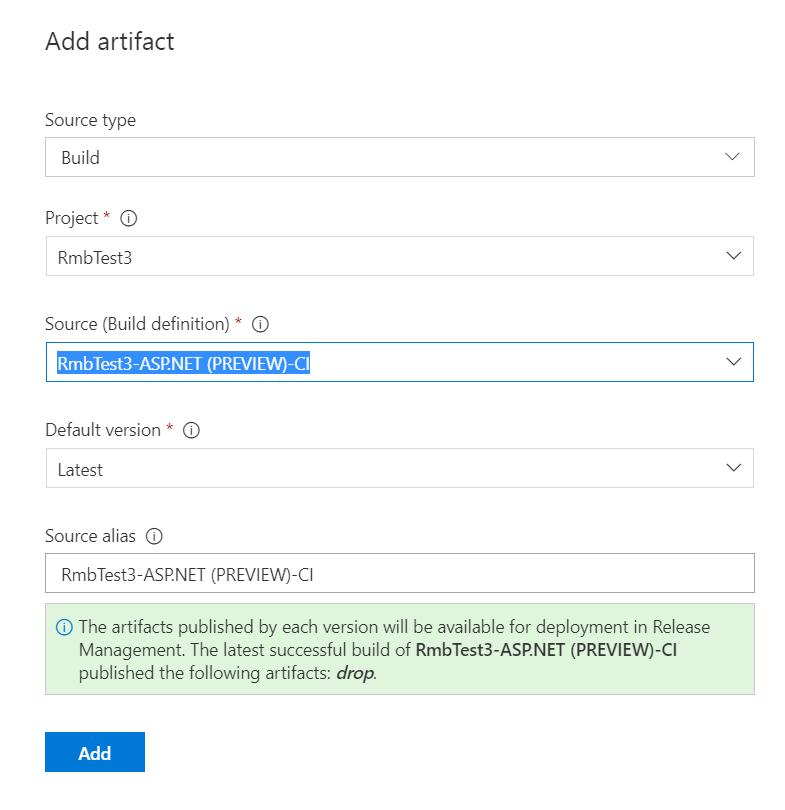 Add artifact
Source type
Build
Project *
RmbTest3
Source (Build definition) *
RmbTest3-ASP.NET (PREVIEW)-CI
Default version *
Latest
Source alias
RmbTest3-ASP.NET (PREVIEW)-CI
The artifacts published by each version will be available for deployment in Release
Management. The latest successful build of RmbTest3-ASP.NET (PREVIEW)-CI
published the following artifacts: drop.
Add